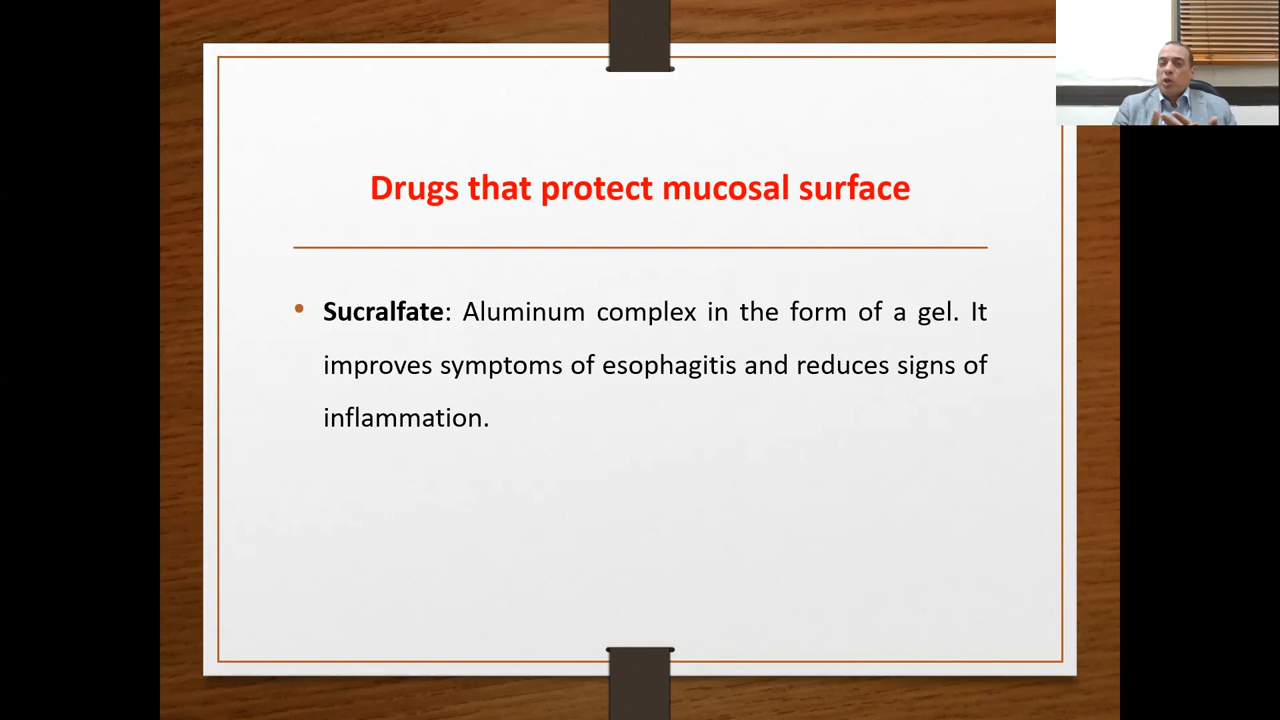 Drugs that protect mucosal surface
• Sucralfate: Aluminum complex in the form of a gel. It
improves symptoms of esophagitis and reduces signs of
inflammation.